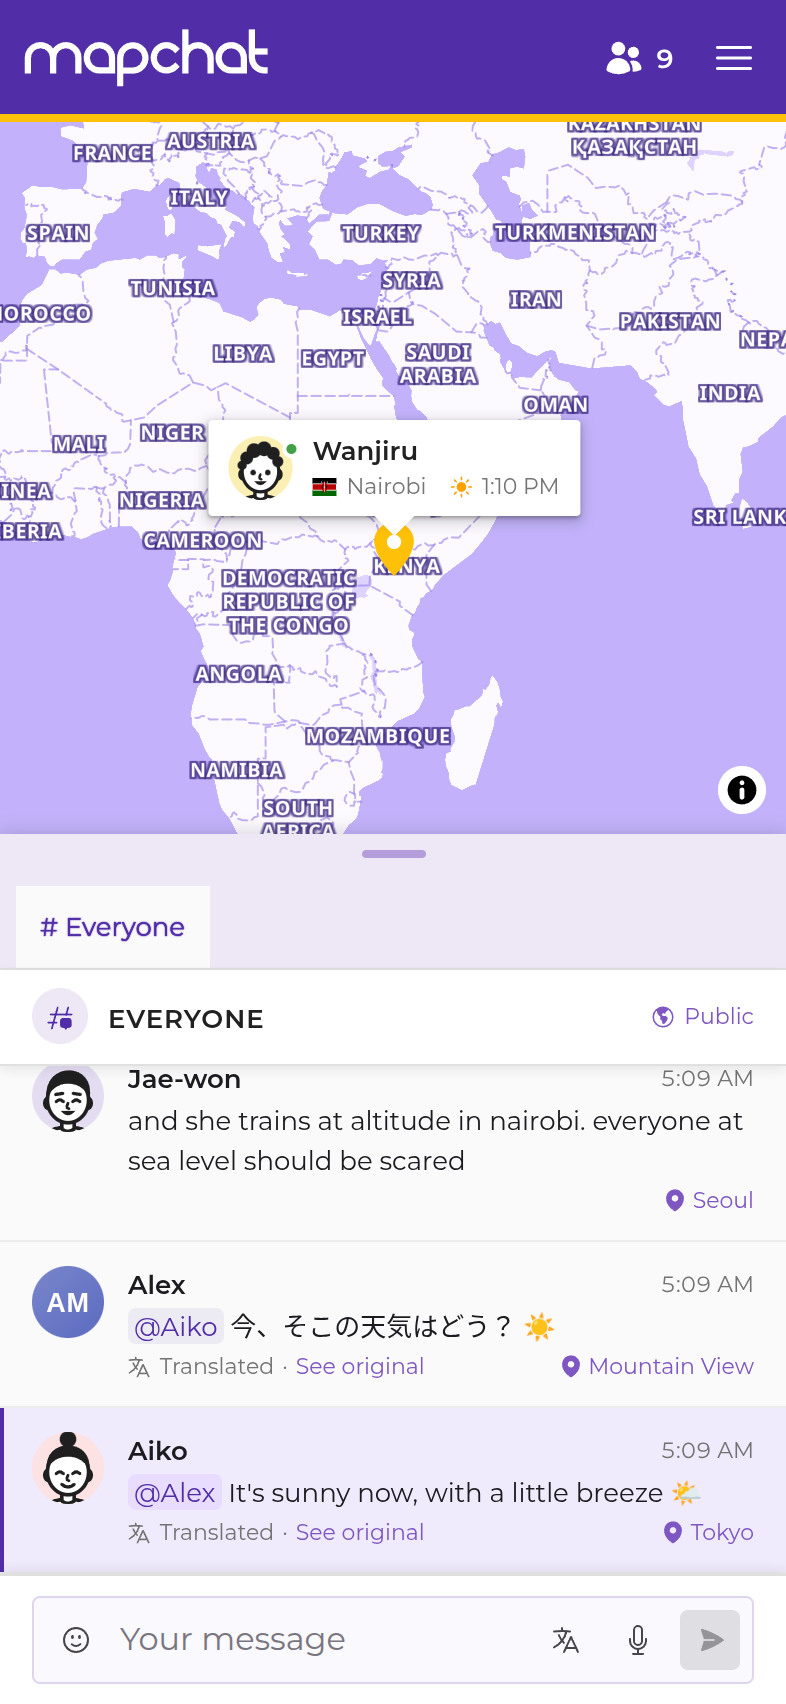 mapchat
9
KAZAKHSTAN
ҚАЗАҚСТАН
AUSTRIA
FRANCE
ITALY
SPAIN
TURKEY
TURKMENISTAN
SYRIA
TUNISIA
IRAN
MOROCCO
ISRAEL
PAKISTAN
NEPA
LIBYA
EGYPT
SAUDI
ARABIA
INDIA
OMAN
NIGER
MALI
Wanjiru
Nairobi
1:10 PM
INEA
NIGERIA
BERIA
SRI LANK
CAMEROON
KENYA
DEMOCRATIC
REPUBLIC OF
THE CONGO
ANGOLA
MOZAMBIQUE
NAMIBIA
SOUTH
AFRICA
# Everyone
EVERYONE
Public
Jae-won
5:09 AM
and she trains at altitude in nairobi. everyone at
sea level should be scared
Seoul
AM
Alex
5:09 AM
@Aiko 今、そこの天気はどう？ ☀️
Translated · See original
Mountain View
Aiko
5:09 AM
@Alex It's sunny now, with a little breeze 🌤️
Translated · See original
Tokyo
Your message